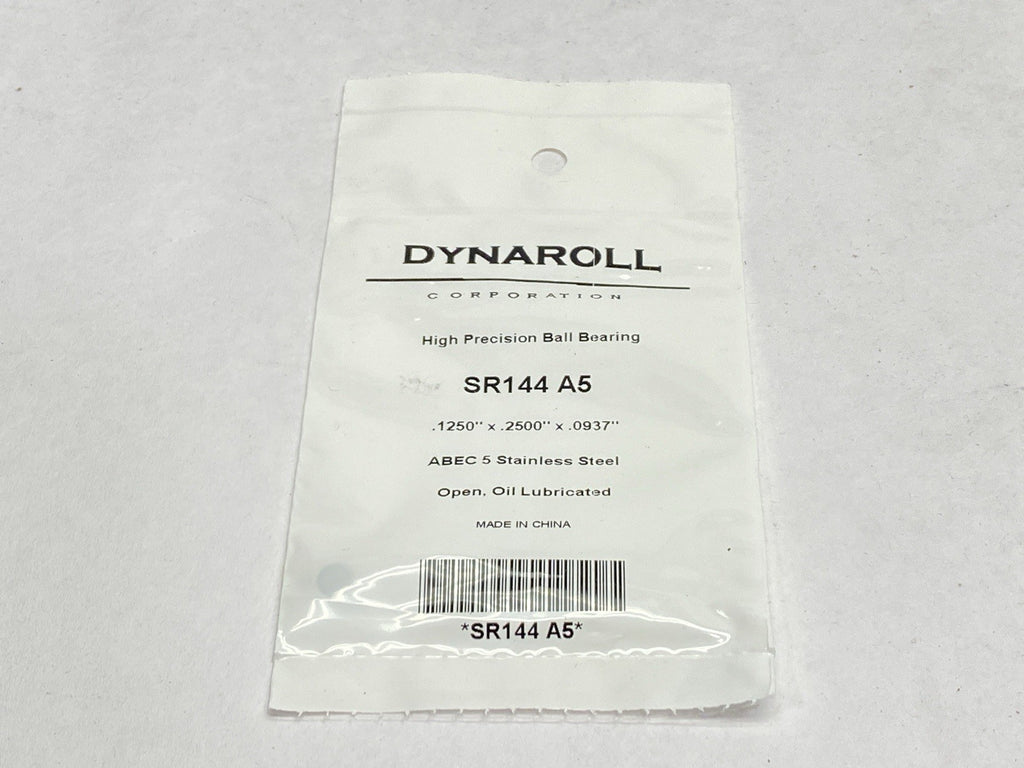 DYNAROLL
CORPORATION
High Precision Ball Bearing
SR144 A5
.1250" x .2500" x .0937"
ABEC 5 Stainless Steel
Open, Oil Lubricated
MADE IN CHINA
*SR144 A5*